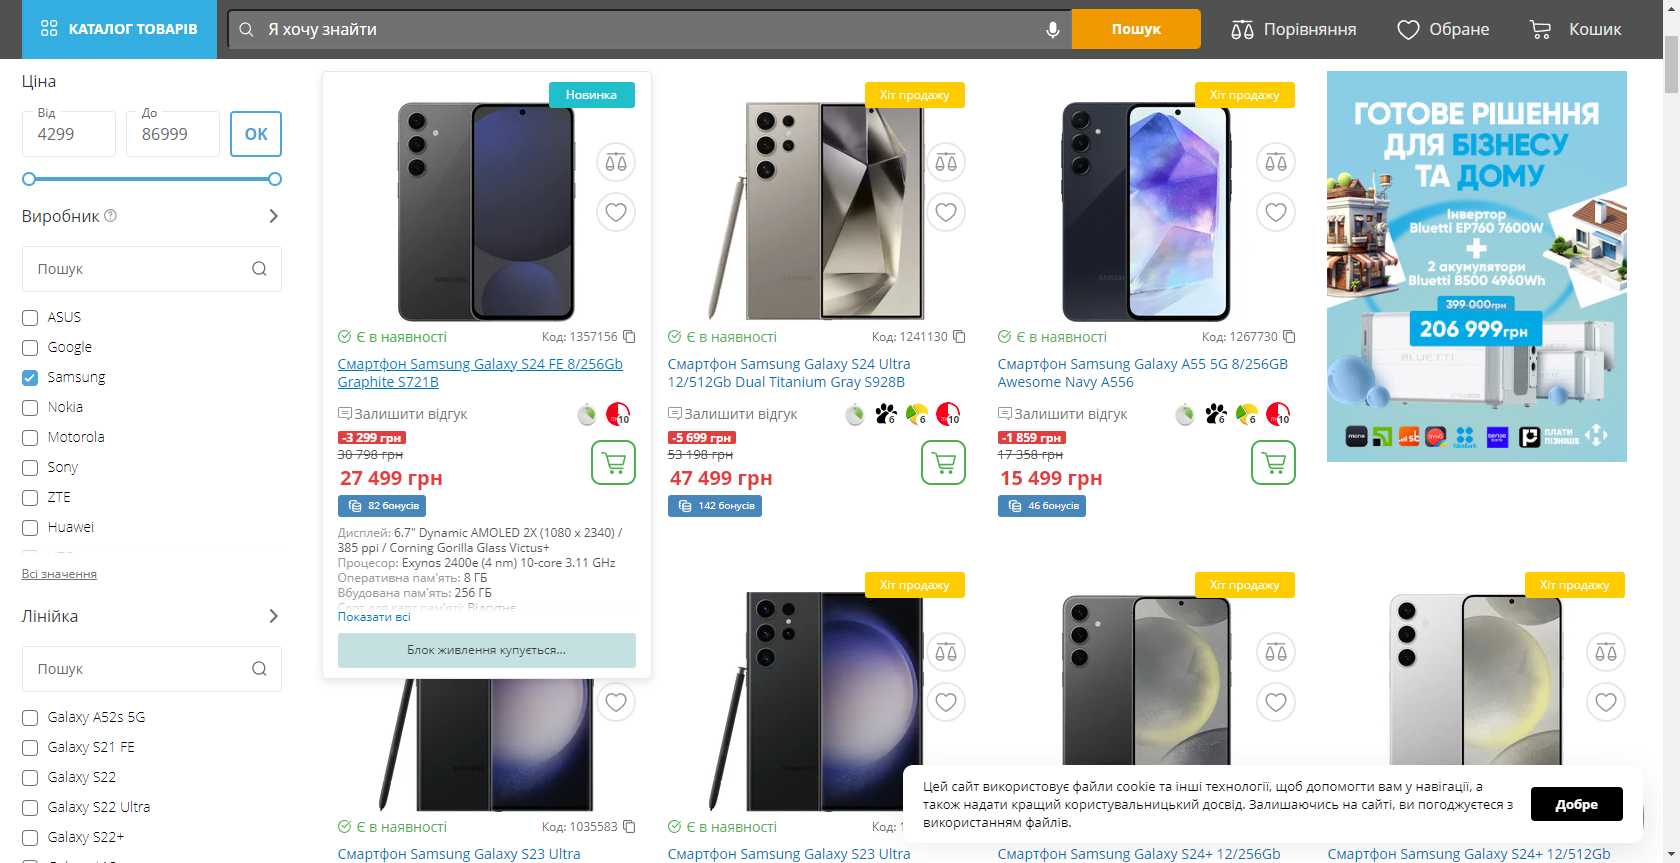 КАТАЛОГ ТОВАРІВ
Я хочу знайти
Пошук
Порівняння
Обране
Кошик
Ціна
Від
4299
До
86999
OK
Виробник
Пошук
ASUS
Google
Samsung
Nokia
Motorola
Sony
ZTE
Huawei
Всі значення
Лінійка
Пошук
Galaxy A52s 5G
Galaxy S21 FE
Galaxy S22
Galaxy S22 Ultra
Galaxy S22+
Новинка
Є в наявності
Код: 1357156
Смартфон Samsung Galaxy S24 FE 8/256Gb
Graphite S721B
Залишити відгук
10
-3 299 грн
30 798 грн
27 499 грн
82 бонусів
Дисплей: 6.7" Dynamic AMOLED 2X (1080 x 2340) /
385 ppi / Corning Gorilla Glass Victus+
Процесор: Exynos 2400e (4 nm) 10-core 3.11 GHz
Оперативна пам'ять: 8 ГБ
Вбудована пам'ять: 256 ГБ
Показати всі
Блок живлення купується...
Хіт продажу
Є в наявності
Код: 1241130
Смартфон Samsung Galaxy S24 Ultra
12/512Gb Dual Titanium Gray S928B
Залишити відгук
6
6
10
-5 699 грн
53 198 грн
47 499 грн
142 бонусів
Хіт продажу
Є в наявності
Код: 1267730
Смартфон Samsung Galaxy A55 5G 8/256GB
Awesome Navy A556
Залишити відгук
6
6
10
-1 859 грн
17 358 грн
15 499 грн
46 бонусів
ГОТОВЕ РІШЕННЯ
ДЛЯ БІЗНЕСУ
ТА ДОМУ
Інвертор
Bluetti EP760 7600W
+
2 акумулятори
Bluetti B500 4960Wh
399 000грн
206 999грн
BLUETTI
ПЛАТИ
ПІЗНІШЕ
Є в наявності
Код: 1035583
Смартфон Samsung Galaxy S23 Ultra
Хіт продажу
Є в наявності
Код: 1
Смартфон Samsung Galaxy S23 Ultra
Хіт продажу
Смартфон Samsung Galaxy S24+ 12/256Gb
Хіт продажу
Смартфон Samsung Galaxy S24+ 12/512Gb
Цей сайт використовує файли cookie та інші технології, щоб допомогти вам у навігації, а
також надати кращий користувальницький досвід. Залишаючись на сайті, ви погоджуєтеся з
використанням файлів.
Добре